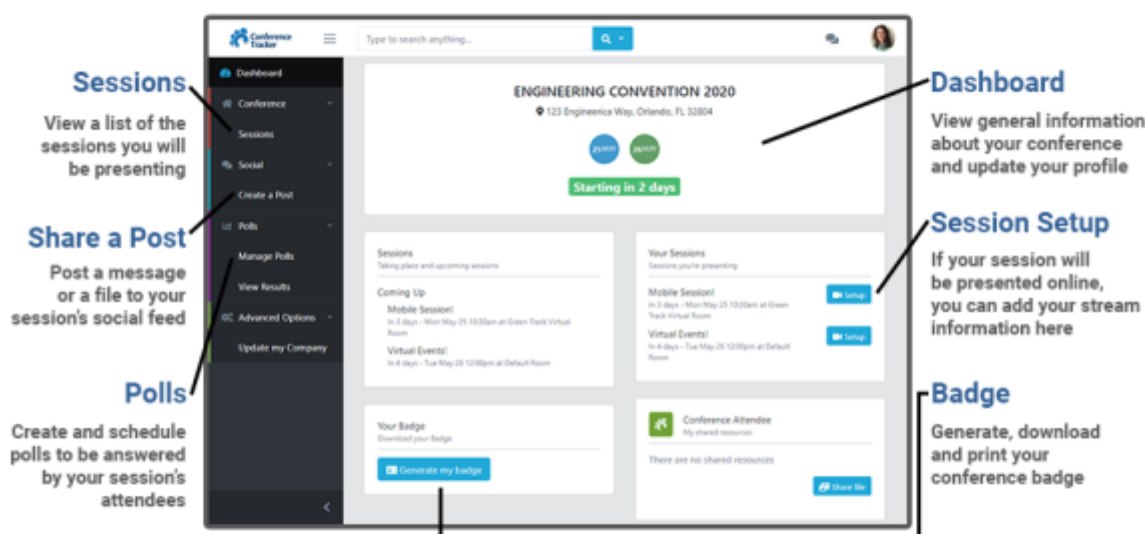 Conference
Tracker
Type to search anything...
Dashboard
Conference
Sessions
Social
Create a Post
Polls
Manage Polls
View Results
Advanced Options
Update my Company
ENGINEERING CONVENTION 2020
123 Engineerica Way, Orlando, FL 32804
Starting in 2 days
Sessions
Taking place and upcoming sessions
Coming Up
Mobile Session!
In 3 days - Mon May 25 10:30am at Green Track Virtual
Room
Virtual Events!
In 4 days - Tue May 26 12:00pm at Default Room
Your Sessions
Sessions you're presenting
Mobile Session!
In 3 days - Mon May 25 10:30am at Green
Track Virtual Room
Setup
Virtual Events!
In 4 days - Tue May 26 12:00pm at Default
Room
Setup
Your Badge
Download your Badge
Generate my badge
Conference Attendee
My shared resources
There are no shared resources
Share file
Sessions
View a list of the
sessions you will
be presenting
Share a Post
Post a message
or a file to your
session's social feed
Polls
Create and schedule
polls to be answered
by your session's
attendees
Dashboard
View general information
about your conference
and update your profile
Session Setup
If your session will
be presented online,
you can add your stream
information here
Badge
Generate, download
and print your
conference badge